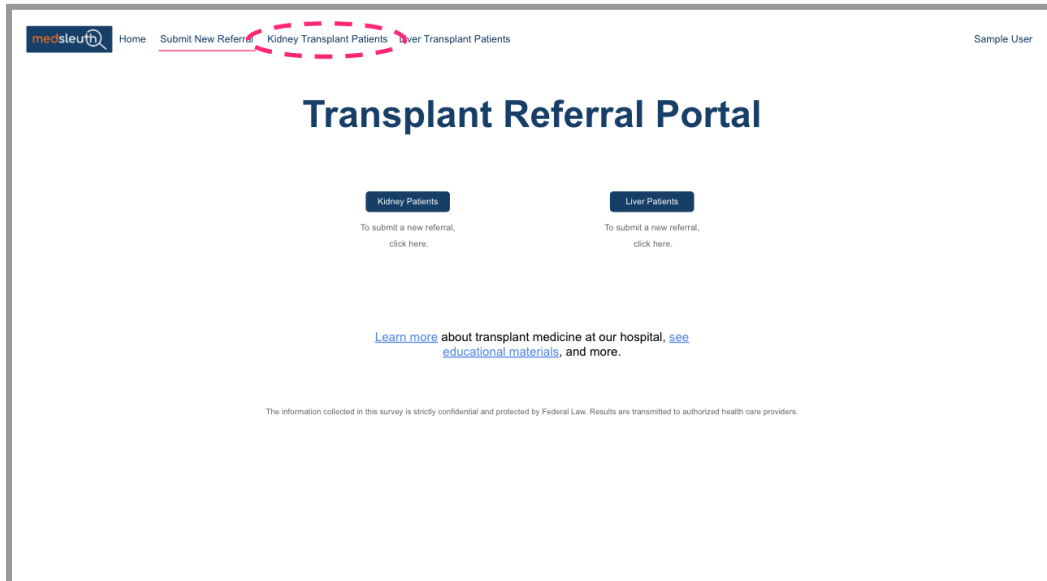 medsleuth Home Submit New Referral Kidney Transplant Patients Liver Transplant Patients Sample User
Transplant Referral Portal
Kidney Patients Liver Patients
To submit a new referral, To submit a new referral,
click here. click here.
Learn more about transplant medicine at our hospital, see
educational materials, and more.
The information collected in this survey is strictly confidential and protected by Federal Law. Results are transmitted to authorized health care providers.